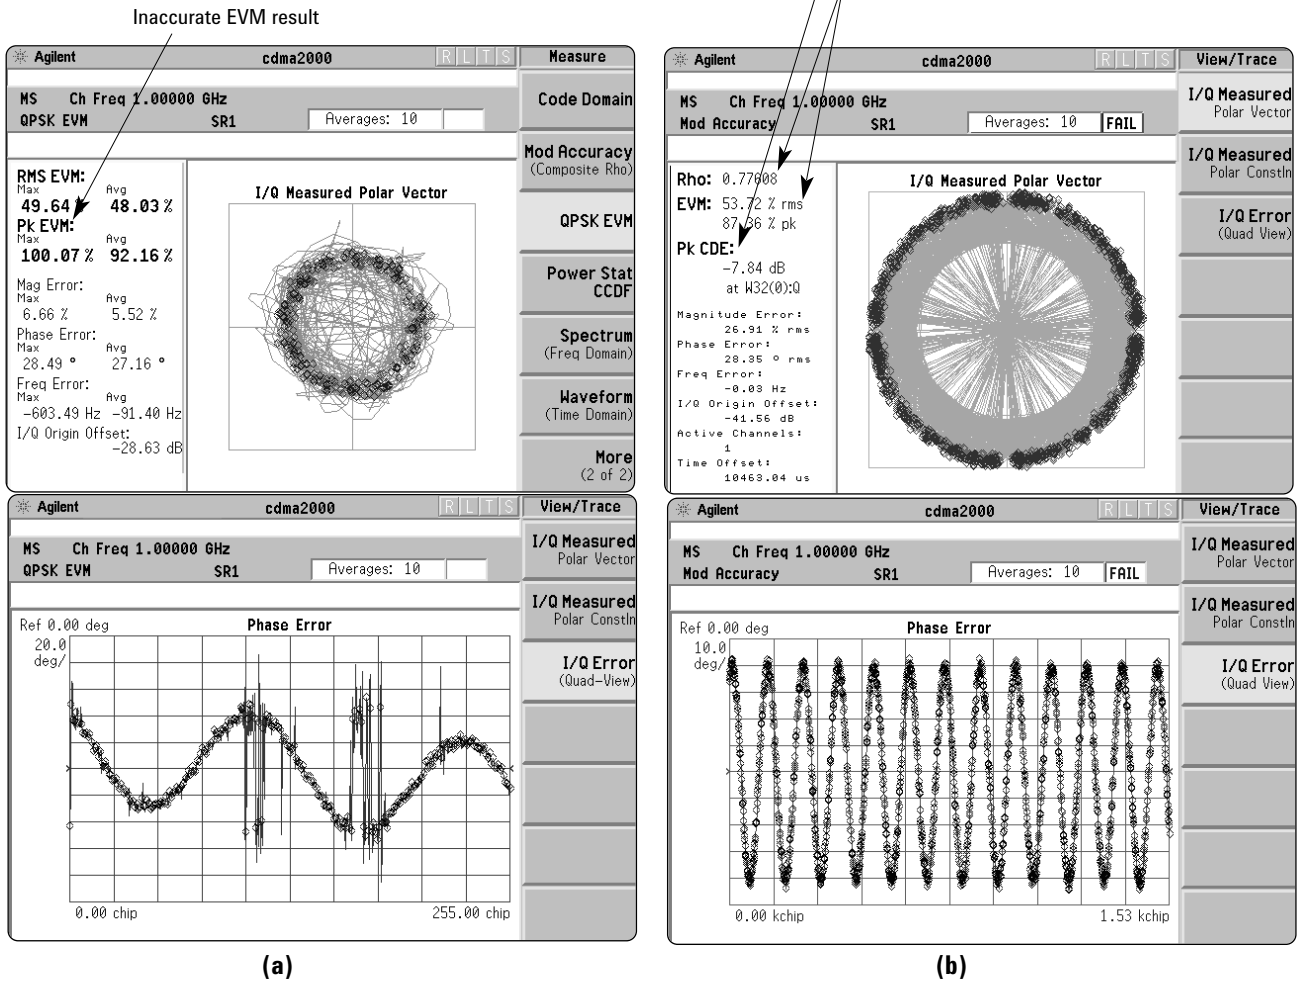 Inaccurate EVM result
Agilent cdma2000 R L T S Measure
MS Ch Freq 1.00000 GHz
QPSK EVM SR1 Averages: 10
RMS EVM:
Max Avg
49.64 48.03 %
Pk EVM:
Max Avg
100.07 % 92.16 %
Mag Error:
Max Avg
6.66 % 5.52 %
Phase Error:
Max Avg
28.49 ° 27.16 °
Freq Error:
Max Avg
-603.49 Hz -91.40 Hz
I/Q Origin Offset:
-28.63 dB
I/Q Measured Polar Vector
Code Domain
Mod Accuracy
(Composite Rho)
QPSK EVM
Power Stat
CCDF
Spectrum
(Freq Domain)
Waveform
(Time Domain)
More
(2 of 2)
Agilent cdma2000 R L T S View/Trace
MS Ch Freq 1.00000 GHz
Mod Accuracy SR1 Averages: 10 FAIL
Rho: 0.77608
EVM: 53.72 % rms
87.36 % pk
Pk CDE:
-7.84 dB
at W32(0):Q
Magnitude Error:
26.91 % rms
Phase Error:
28.35 ° rms
Freq Error:
-0.03 Hz
I/Q Origin Offset:
-41.56 dB
Active Channels:
1
Time Offset:
10463.04 us
I/Q Measured Polar Vector
I/Q Measured
Polar Vector
I/Q Measured
Polar Constln
I/Q Error
(Quad View)
Agilent cdma2000 R L T S View/Trace
MS Ch Freq 1.00000 GHz
QPSK EVM SR1 Averages: 10
Ref 0.00 deg Phase Error
20.0
deg/
0.00 chip 255.00 chip
I/Q Measured
Polar Vector
I/Q Measured
Polar Constln
I/Q Error
(Quad-View)
Agilent cdma2000 R L T S View/Trace
MS Ch Freq 1.00000 GHz
Mod Accuracy SR1 Averages: 10 FAIL
Ref 0.00 deg Phase Error
10.0
deg/
0.00 kchip 1.53 kchip
I/Q Measured
Polar Vector
I/Q Measured
Polar Constln
I/Q Error
(Quad View)
(a) (b)